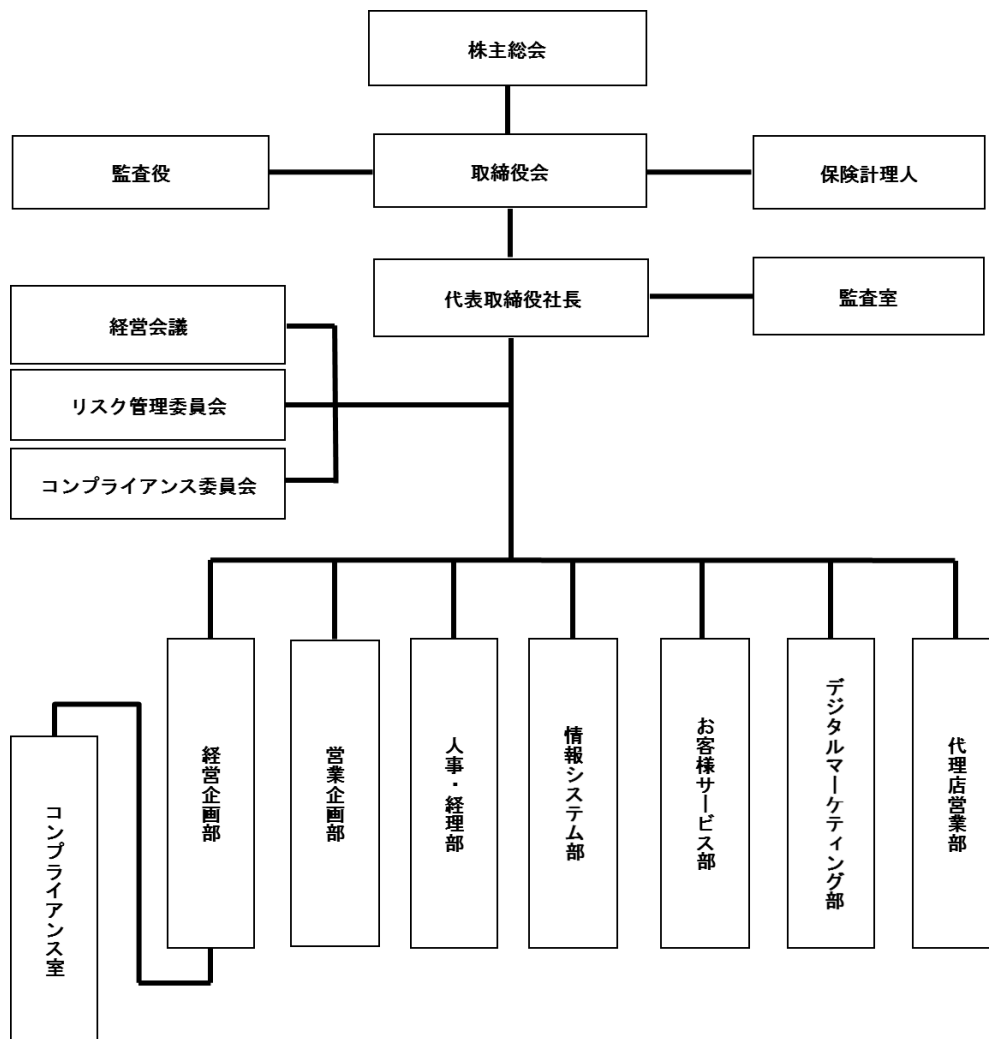 株主総会
監査役
取締役会
保険計理人
代表取締役社長
監査室
経営会議
リスク管理委員会
コンプライアンス委員会
コンプライアンス室
経営企画部
営業企画部
人事・経理部
情報システム部
お客様サービス部
デジタルマーケティング部
代理店営業部